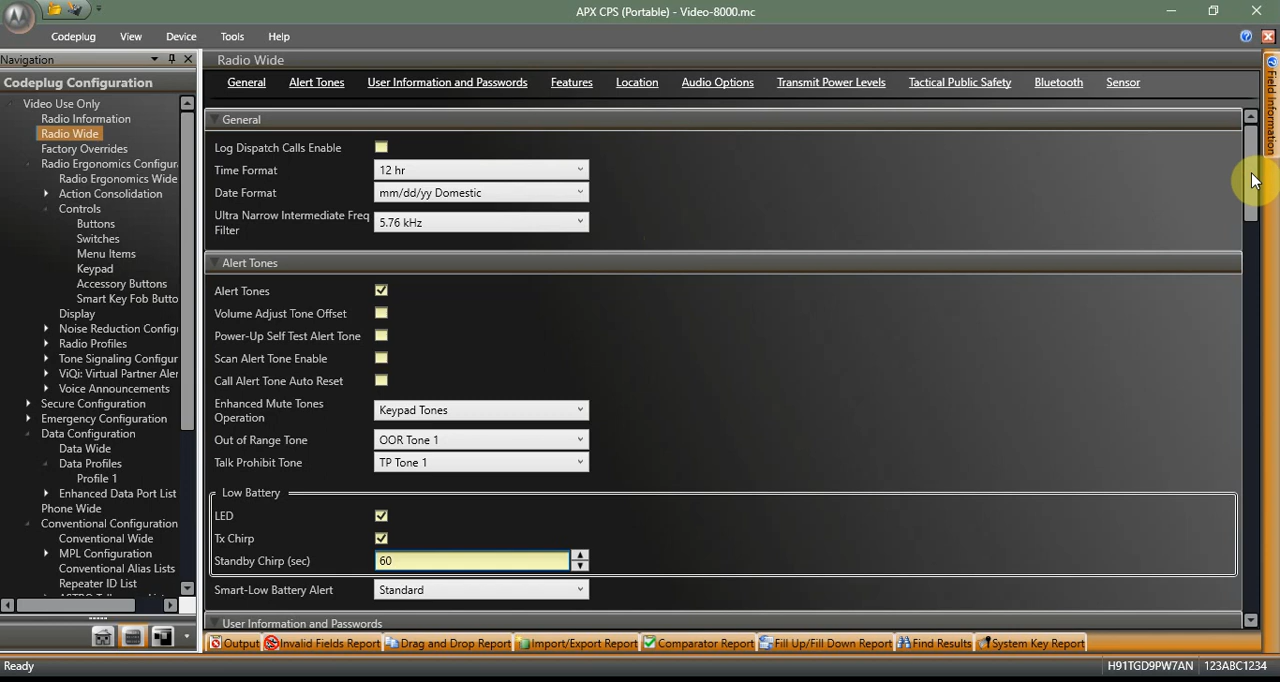 APX CPS (Portable) - Video-8000.mc
Codeplug View Device Tools Help
Navigation
Codeplug Configuration
Video Use Only
Radio Information
Radio Wide
Factory Overrides
Radio Ergonomics Configur
Radio Ergonomics Wide
Action Consolidation
Controls
Buttons
Switches
Menu Items
Keypad
Accessory Buttons
Smart Key Fob Butto
Display
Noise Reduction Config
Radio Profiles
Tone Signaling Configur
ViQi: Virtual Partner Aler
Voice Announcements
Secure Configuration
Emergency Configuration
Data Configuration
Data Wide
Data Profiles
Profile 1
Enhanced Data Port List
Phone Wide
Conventional Configuration
Conventional Wide
MPL Configuration
Conventional Alias Lists
Repeater ID List
Radio Wide
General Alert Tones User Information and Passwords Features Location Audio Options Transmit Power Levels Tactical Public Safety Bluetooth Sensor
General
Log Dispatch Calls Enable
Time Format 12 hr
Date Format mm/dd/yy Domestic
Ultra Narrow Intermediate Freq
Filter 5.76 kHz
Alert Tones
Alert Tones
Volume Adjust Tone Offset
Power-Up Self Test Alert Tone
Scan Alert Tone Enable
Call Alert Tone Auto Reset
Enhanced Mute Tones
Operation Keypad Tones
Out of Range Tone OOR Tone 1
Talk Prohibit Tone TP Tone 1
Low Battery
LED
Tx Chirp
Standby Chirp (sec) 60
Smart-Low Battery Alert Standard
User Information and Passwords
Field Information
Output Invalid Fields Report Drag and Drop Report Import/Export Report Comparator Report Fill Up/Fill Down Report Find Results System Key Report
Ready H91TGD9PW7AN 123ABC1234